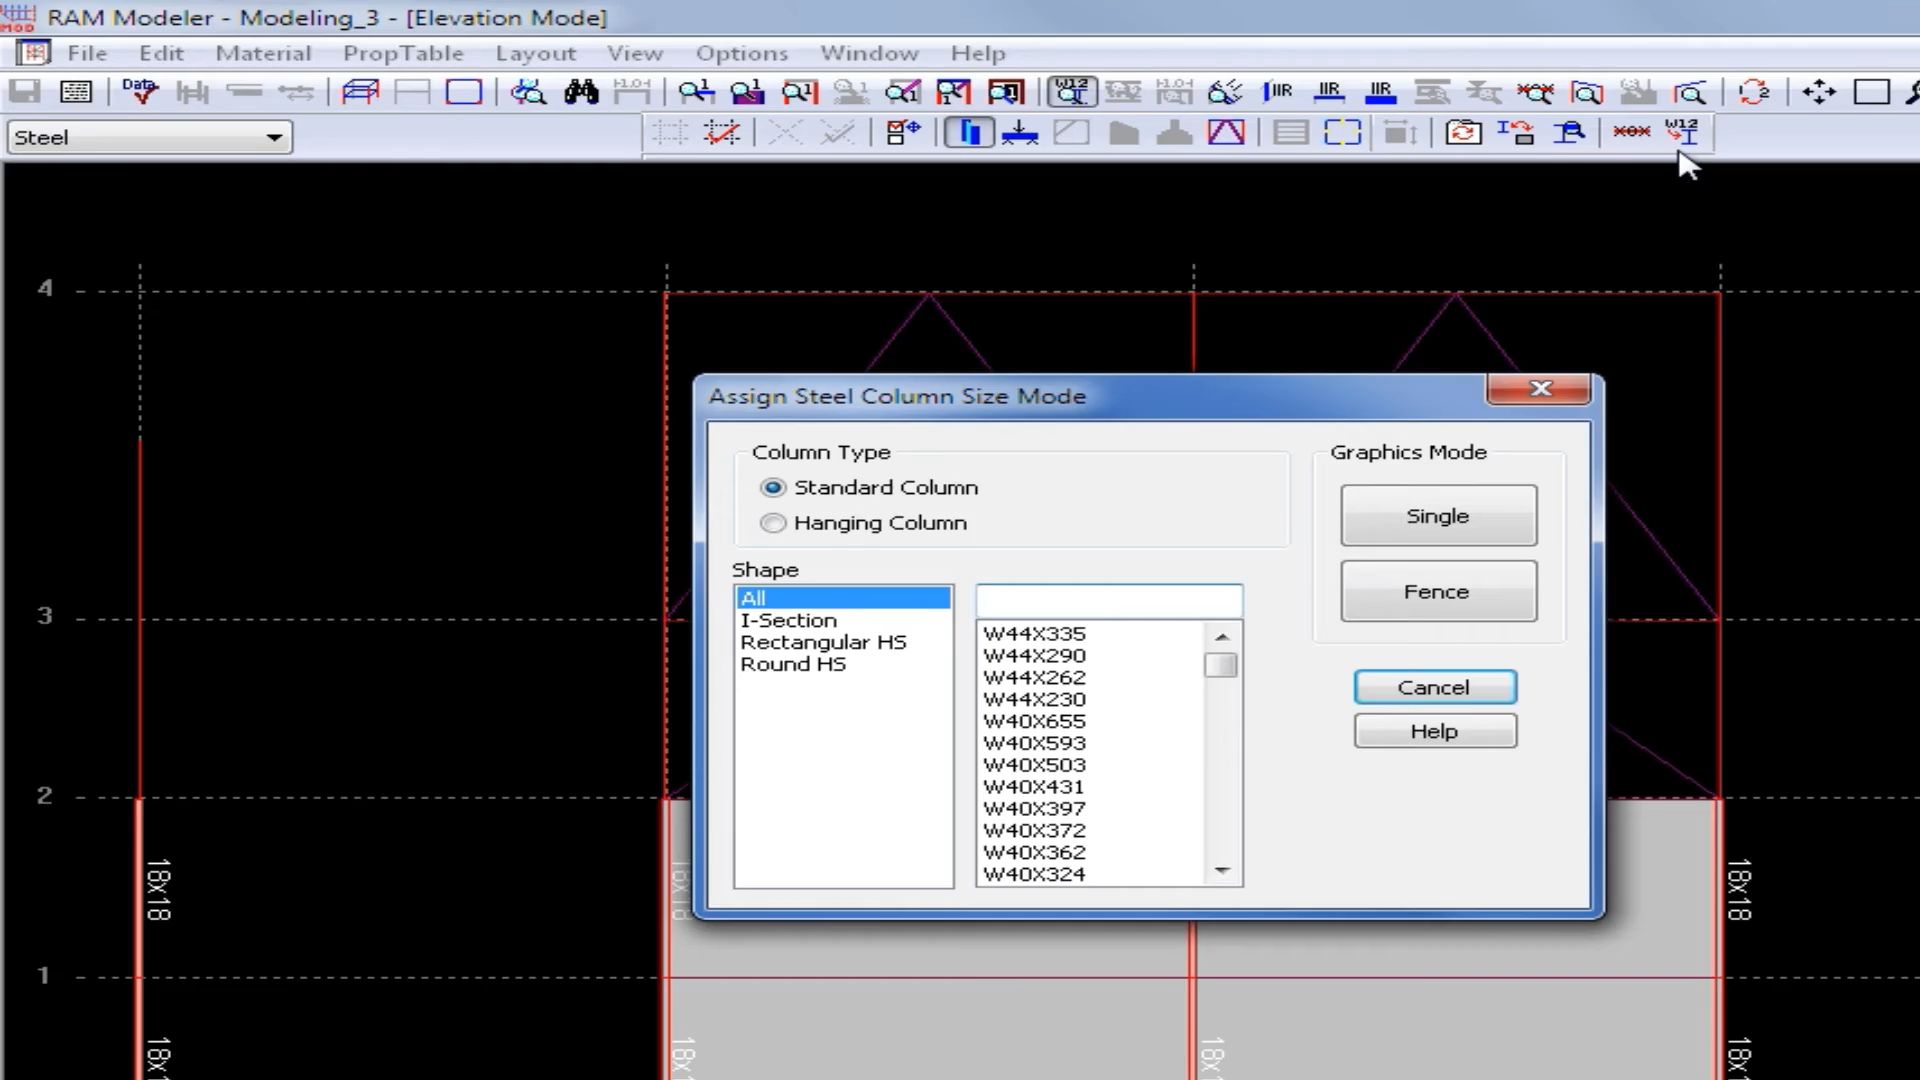 RAM Modeler - Modeling_3 - [Elevation Mode]
File Edit Material PropTable Layout View Options Window Help
Steel
4
3
2
1
Assign Steel Column Size Mode
Column Type
Standard Column
Hanging Column
Graphics Mode
Single
Fence
Shape
All
I-Section
Rectangular HS
Round HS
W44X335
W44X290
W44X262
W44X230
W40X655
W40X593
W40X503
W40X431
W40X397
W40X372
W40X362
W40X324
Cancel
Help
18x18
18x18